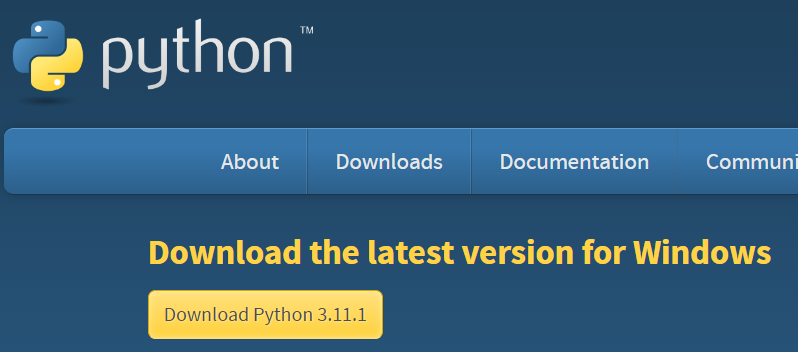 python™
About Downloads Documentation
Download the latest version for Windows
Download Python 3.11.1